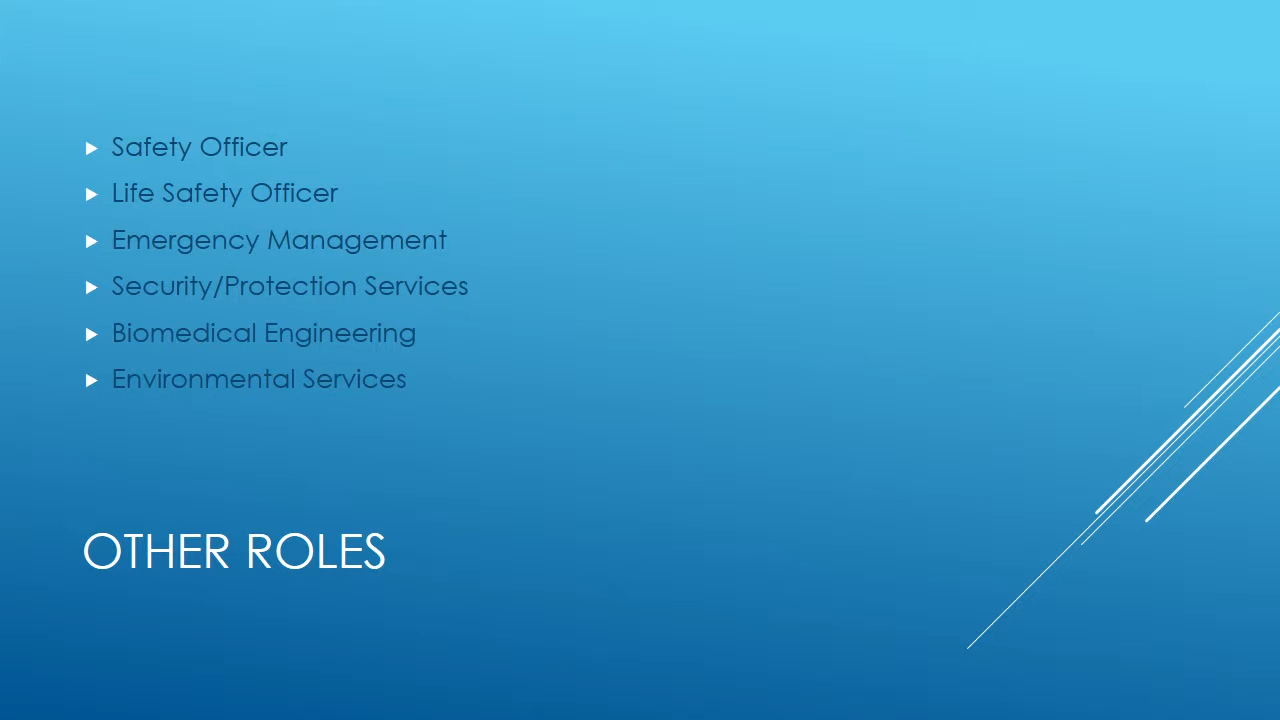 Safety Officer
Life Safety Officer
Emergency Management
Security/Protection Services
Biomedical Engineering
Environmental Services
OTHER ROLES